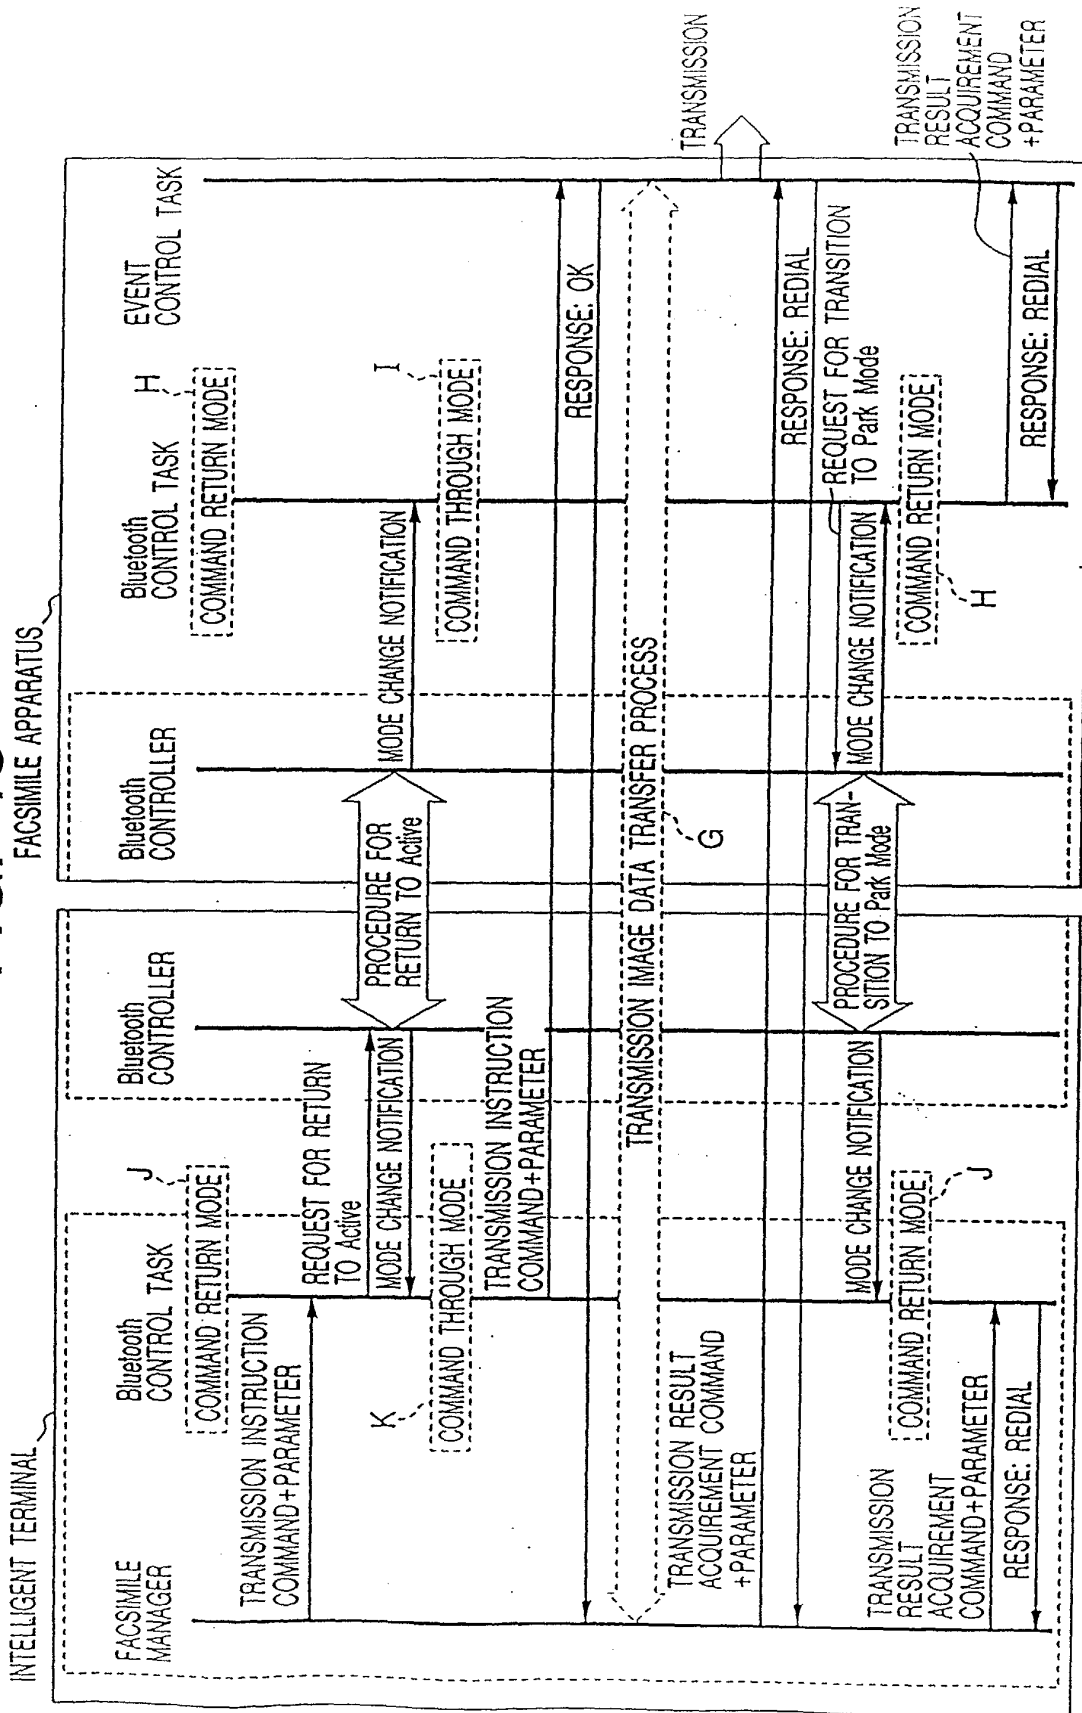 INTELLIGENT TERMINAL
FACSIMILE APPARATUS
FACSIMILE
MANAGER
Bluetooth
CONTROL TASK
Bluetooth
CONTROLLER
Bluetooth
CONTROLLER
Bluetooth
CONTROL TASK
EVENT
CONTROL TASK
COMMAND RETURN MODE
J
COMMAND RETURN MODE
H
TRANSMISSION INSTRUCTION
COMMAND+PARAMETER
REQUEST FOR RETURN
TO Active
MODE CHANGE NOTIFICATION
PROCEDURE FOR
RETURN TO Active
MODE CHANGE NOTIFICATION
K
COMMAND THROUGH MODE
I
COMMAND THROUGH MODE
TRANSMISSION INSTRUCTION
COMMAND+PARAMETER
RESPONSE: OK
TRANSMISSION IMAGE DATA TRANSFER PROCESS
G
TRANSMISSION
TRANSMISSION RESULT
ACQUIREMENT COMMAND
+PARAMETER
RESPONSE: REDIAL
REQUEST FOR TRANSITION
TO Park Mode
MODE CHANGE NOTIFICATION
PROCEDURE FOR TRAN-
SITION TO Park Mode
MODE CHANGE NOTIFICATION
COMMAND RETURN MODE
J
COMMAND RETURN MODE
H
TRANSMISSION
RESULT
ACQUIREMENT
COMMAND+PARAMETER
RESPONSE: REDIAL
TRANSMISSION
RESULT
ACQUIREMENT
COMMAND
+PARAMETER
RESPONSE: REDIAL